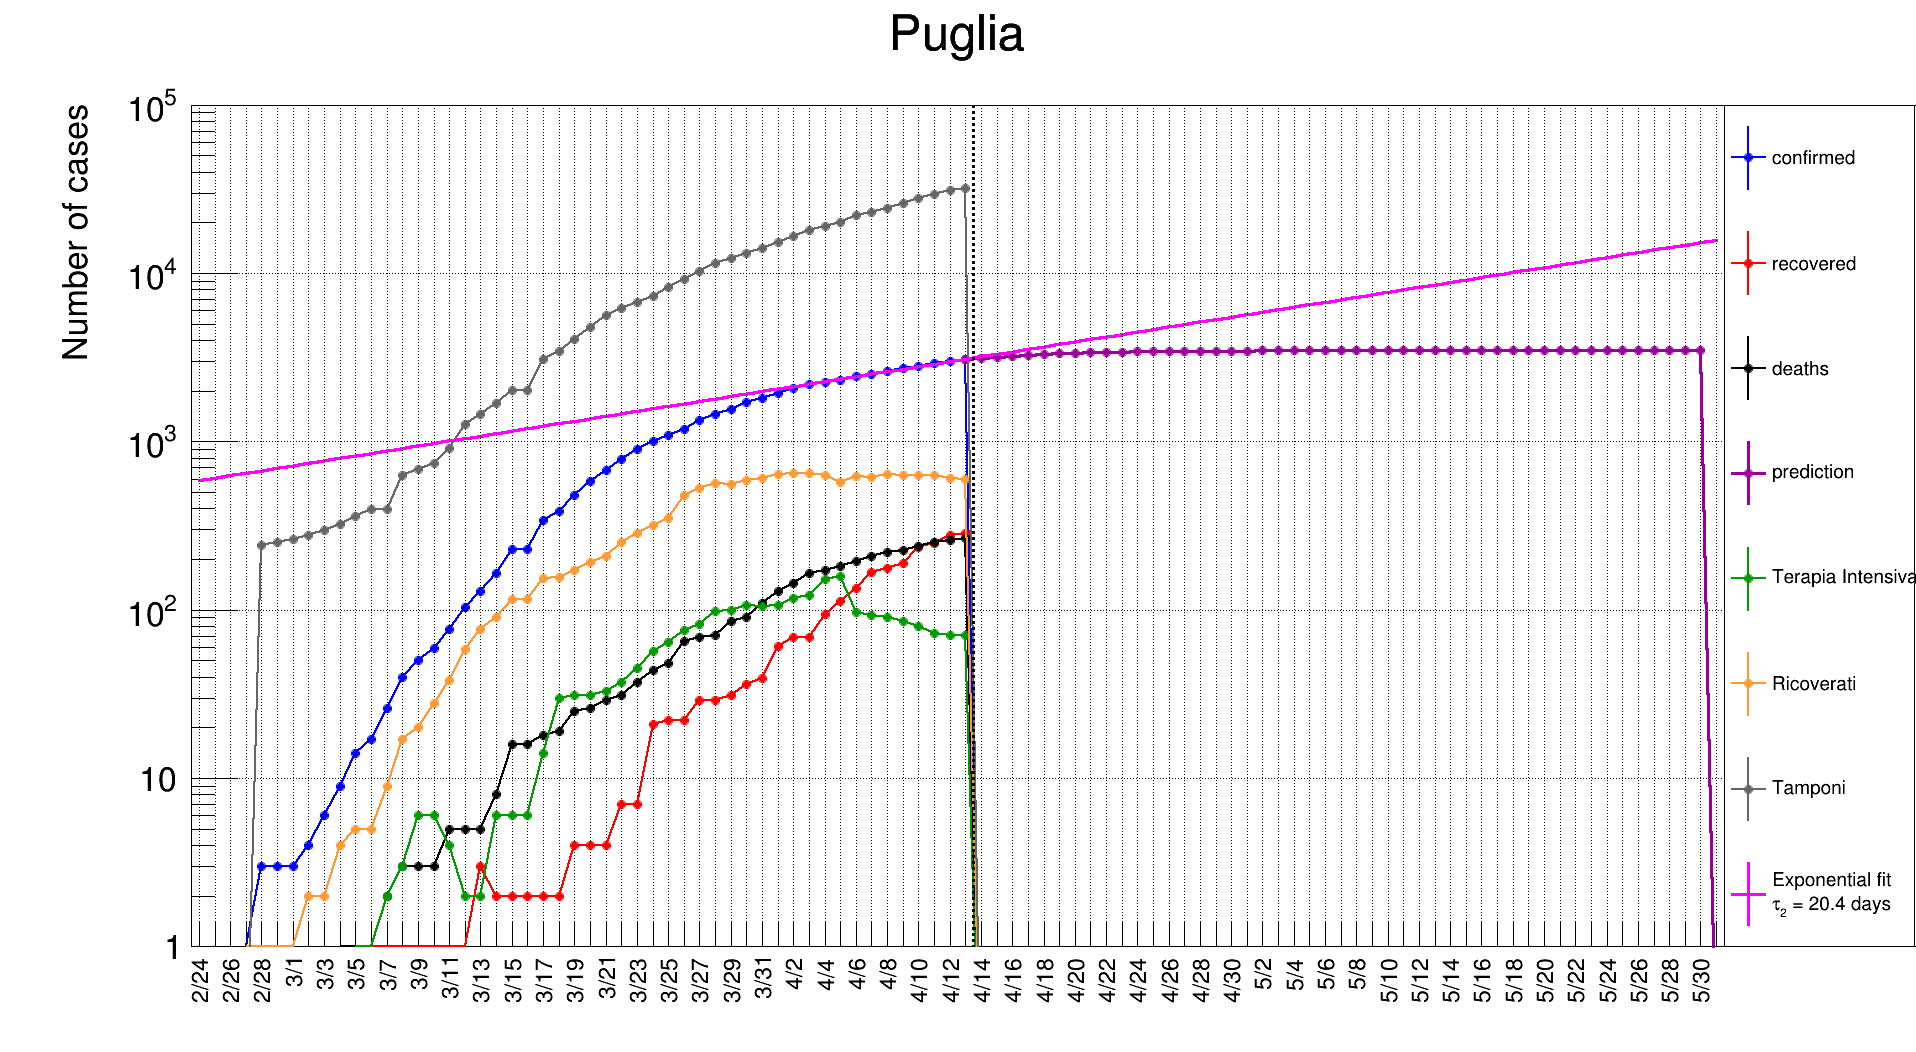 Puglia
Number of cases
10^5
10^4
10^3
10^2
10
1
2/24 2/26 2/28 3/1 3/3 3/5 3/7 3/9 3/11 3/13 3/15 3/17 3/19 3/21 3/23 3/25 3/27 3/29 3/31 4/2 4/4 4/6 4/8 4/10 4/12 4/14 4/16 4/18 4/20 4/22 4/24 4/26 4/28 4/30 5/2 5/4 5/6 5/8 5/10 5/12 5/14 5/16 5/18 5/20 5/22 5/24 5/26 5/28 5/30
confirmed
recovered
deaths
prediction
Terapia Intensiva
Ricoverati
Tamponi
Exponential fit
τ₂ = 20.4 days